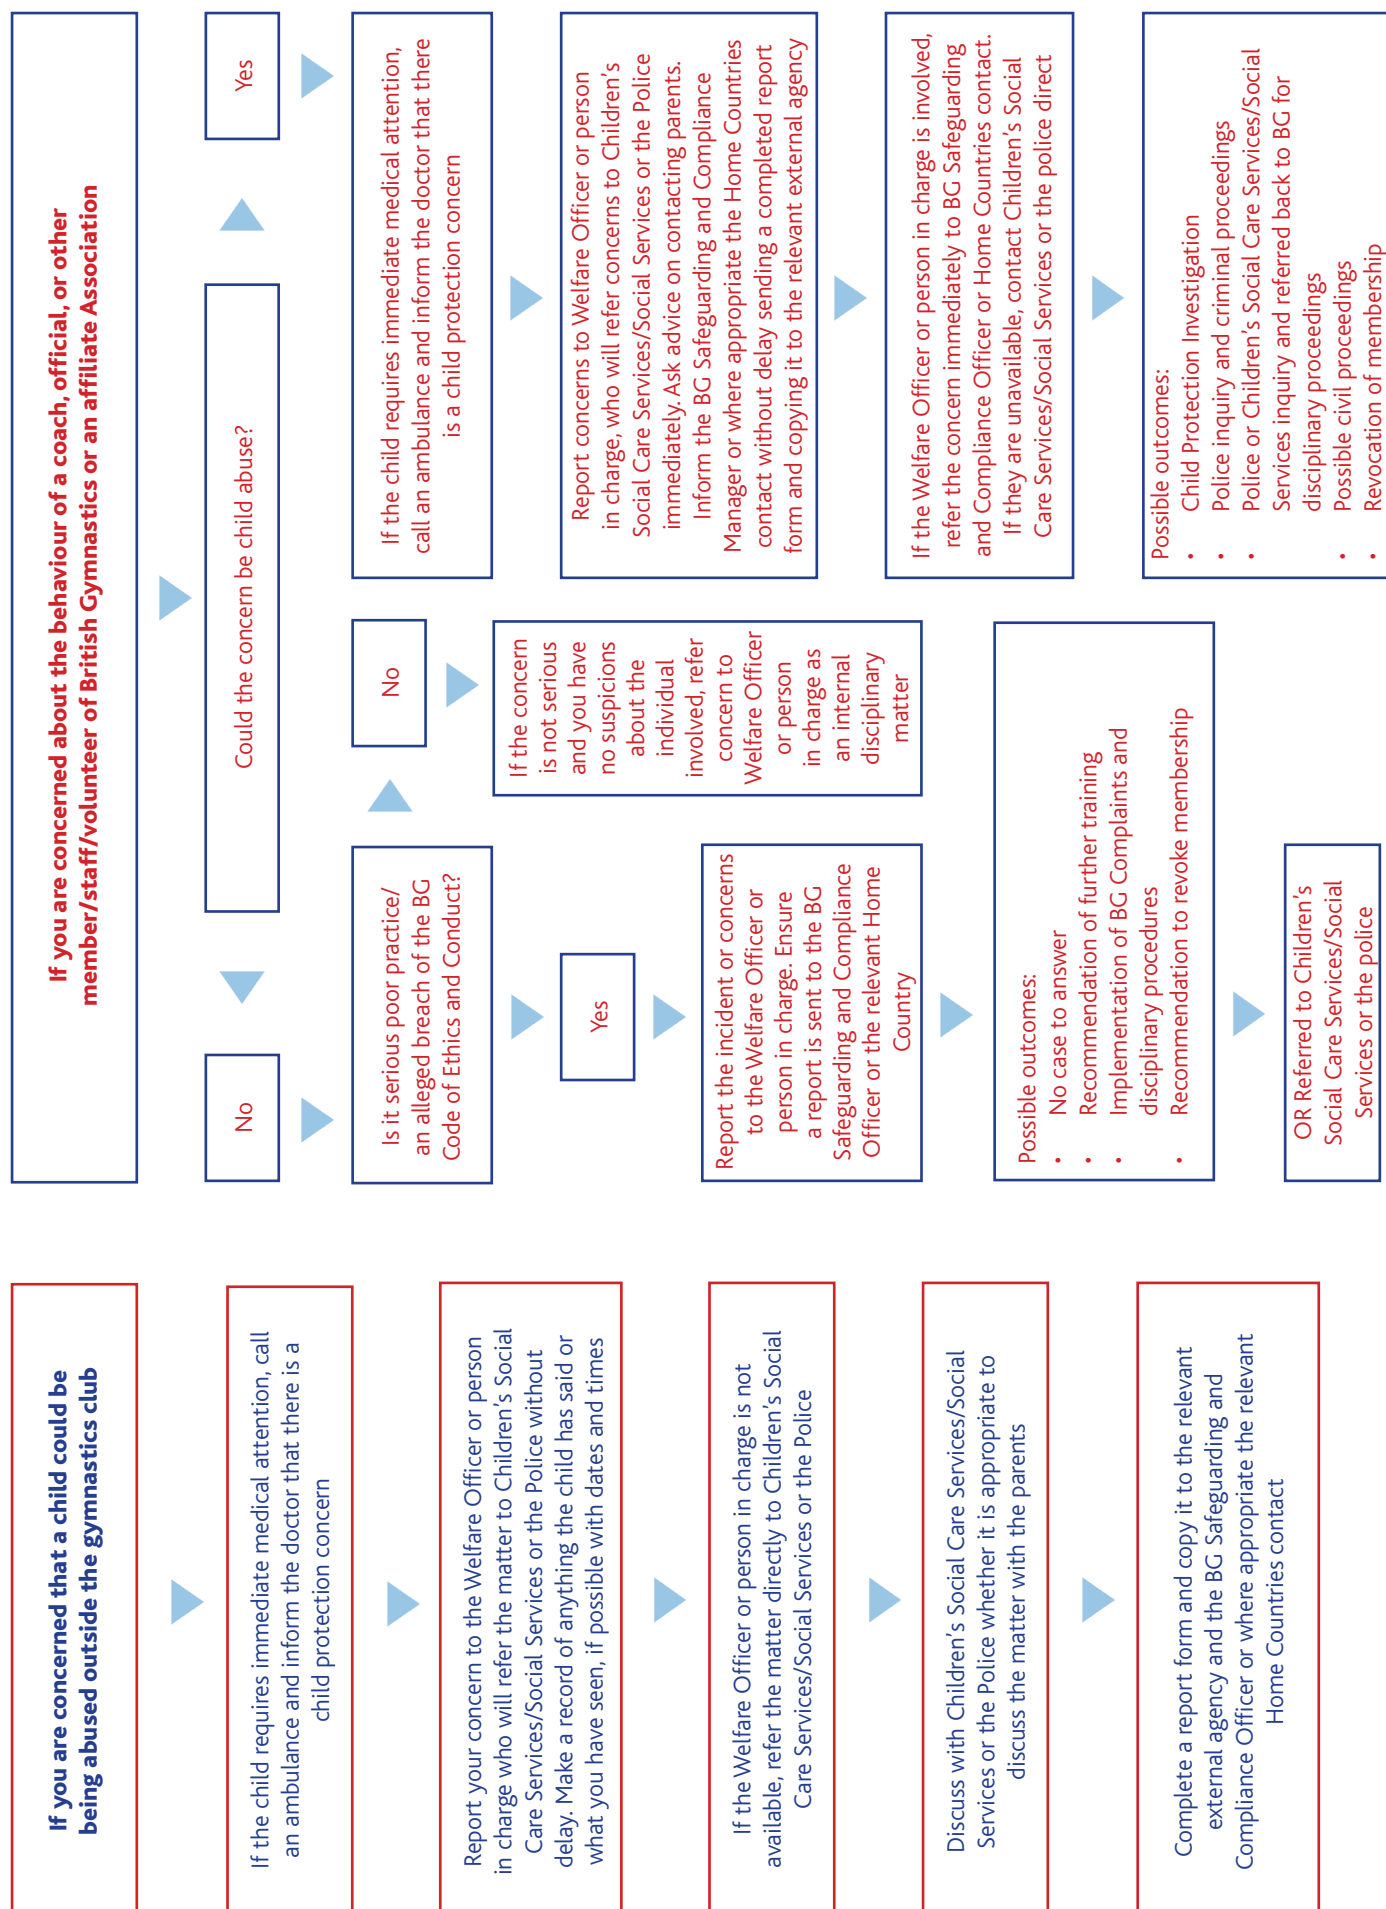 If you are concerned that a child could be
being abused outside the gymnastics club
If the child requires immediate medical attention, call
an ambulance and inform the doctor that there is a
child protection concern
Report your concern to the Welfare Officer or person
in charge who will refer the matter to Children's Social
Care Services/Social Services or the Police without
delay. Make a record of anything the child has said or
what you have seen, if possible with dates and times
If the Welfare Officer or person in charge is not
available, refer the matter directly to Children's Social
Care Services/Social Services or the Police
Discuss with Children's Social Care Services/Social
Services or the Police whether it is appropriate to
discuss the matter with the parents
Complete a report form and copy it to the relevant
external agency and the BG Safeguarding and
Compliance Officer or where appropriate the relevant
Home Countries contact
If you are concerned about the behaviour of a coach, official, or other
member/staff/volunteer of British Gymnastics or an affiliate Association
Could the concern be child abuse?
No
Is it serious poor practice/
an alleged breach of the BG
Code of Ethics and Conduct?
Yes
Report the incident or concerns
to the Welfare Officer or
person in charge. Ensure
a report is sent to the BG
Safeguarding and Compliance
Officer or the relevant Home
Country
Possible outcomes:
• No case to answer
• Recommendation of further training
• Implementation of BG Complaints and
disciplinary procedures
• Recommendation to revoke membership
OR Referred to Children's
Social Care Services/Social
Services or the police
No
If the concern
is not serious
and you have
no suspicions
about the
individual
involved, refer
concern to
Welfare Officer
or person
in charge as
an internal
disciplinary
matter
Yes
If the child requires immediate medical attention,
call an ambulance and inform the doctor that there
is a child protection concern
Report concerns to Welfare Officer or person
in charge, who will refer concerns to Children's
Social Care Services/Social Services or the Police
immediately. Ask advice on contacting parents.
Inform the BG Safeguarding and Compliance
Manager or where appropriate the Home Countries
contact without delay sending a completed report
form and copying it to the relevant external agency
If the Welfare Officer or person in charge is involved,
refer the concern immediately to BG Safeguarding
and Compliance Officer or Home Countries contact.
If they are unavailable, contact Children's Social
Care Services/Social Services or the police direct
Possible outcomes:
• Child Protection Investigation
• Police inquiry and criminal proceedings
• Police or Children's Social Care Services/Social
Services inquiry and referred back to BG for
disciplinary proceedings
• Possible civil proceedings
• Revocation of membership